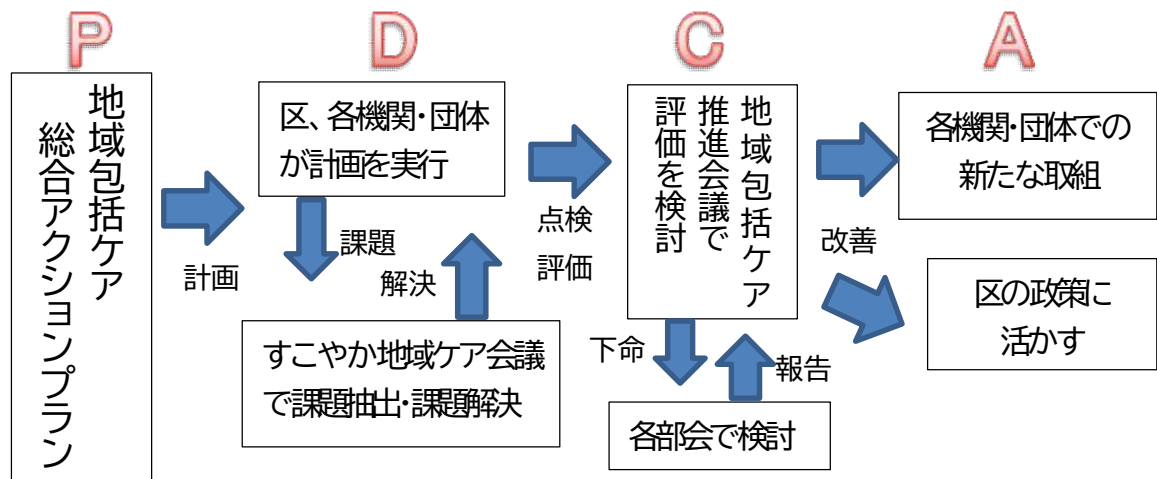 P
D
C
A
地域包括ケア
総合アクションプラン
計画
区、各機関・団体
が計画を実行
課題
解決
すこやか地域ケア会議
で課題抽出・課題解決
点検
評価
地域包括ケア
推進会議で
評価を検討
下命
報告
各部会で検討
改善
各機関・団体での
新たな取組
区の政策に
活かす